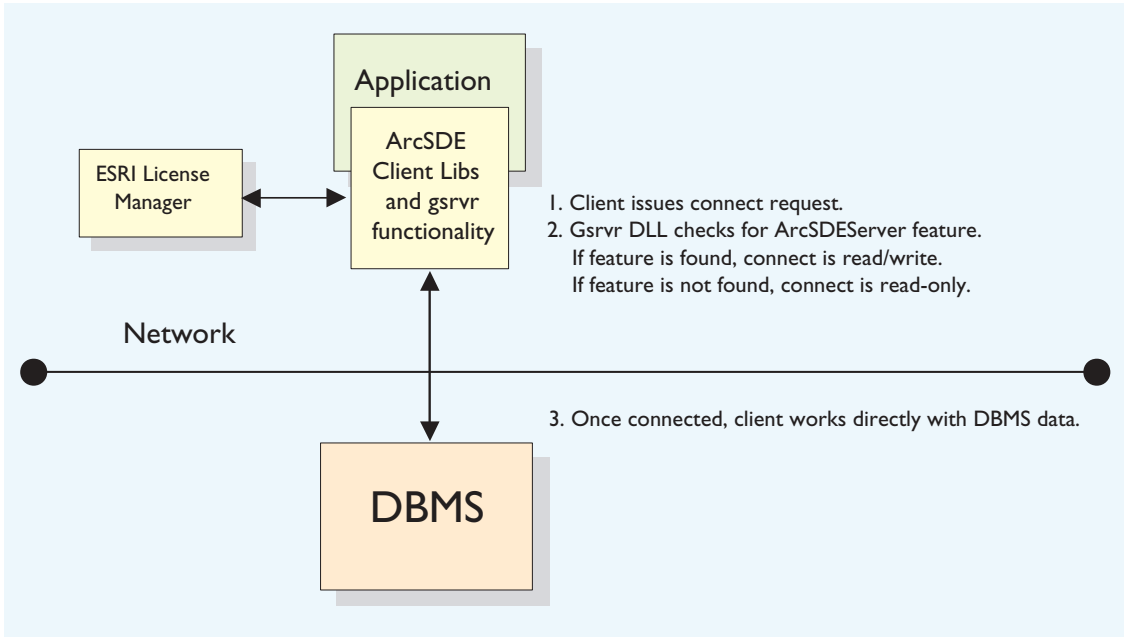 Application
ArcSDE
Client Libs
and gsrvr
functionality
ESRI License
Manager
1. Client issues connect request.
2. Gsrvr DLL checks for ArcSDEServer feature.
If feature is found, connect is read/write.
If feature is not found, connect is read-only.
Network
3. Once connected, client works directly with DBMS data.
DBMS